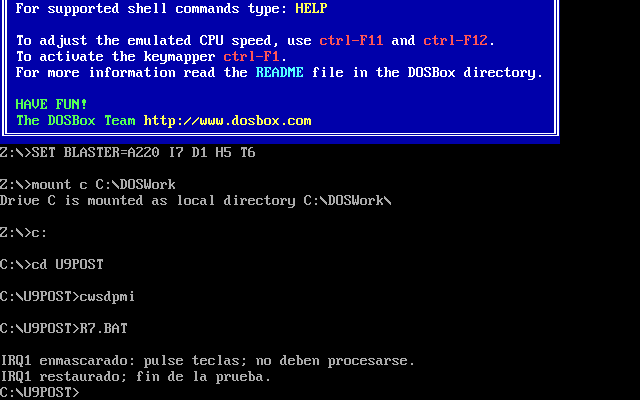 For supported shell commands type: HELP
To adjust the emulated CPU speed, use ctrl-F11 and ctrl-F12.
To activate the keymapper ctrl-F1.
For more information read the README file in the DOSBox directory.
HAVE FUN!
The DOSBox Team http://www.dosbox.com
Z:\>SET BLASTER=A220 I7 D1 H5 T6
Z:\>mount c C:\DOSWork
Drive C is mounted as local directory C:\DOSWork\
Z:\>c:
C:\>cd U9POST
C:\U9POST>cwsdpmi
C:\U9POST>R7.BAT
IRQ1 enmascarado: pulse teclas; no deben procesarse.
IRQ1 restaurado; fin de la prueba.
C:\U9POST>